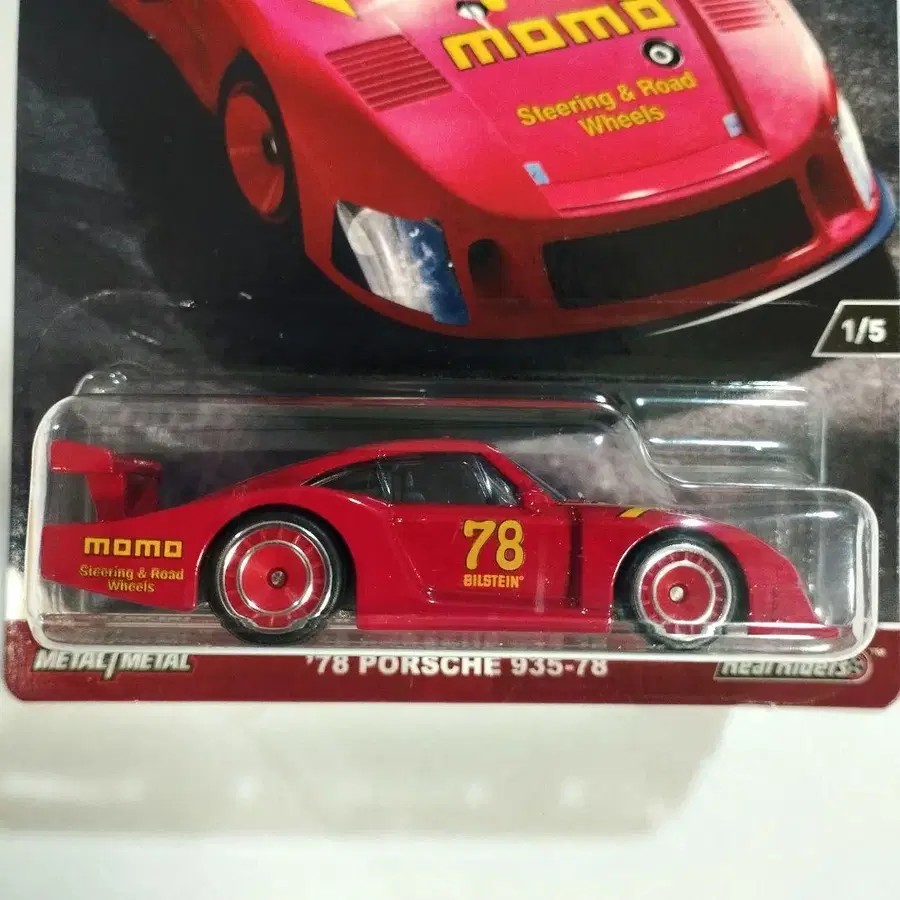 momo
Steering & Road
Wheels
1/5
78
BILSTEIN®
momo
Steering & Road
Wheels
METAL/METAL
'78 PORSCHE 935-78
Real Riders
™